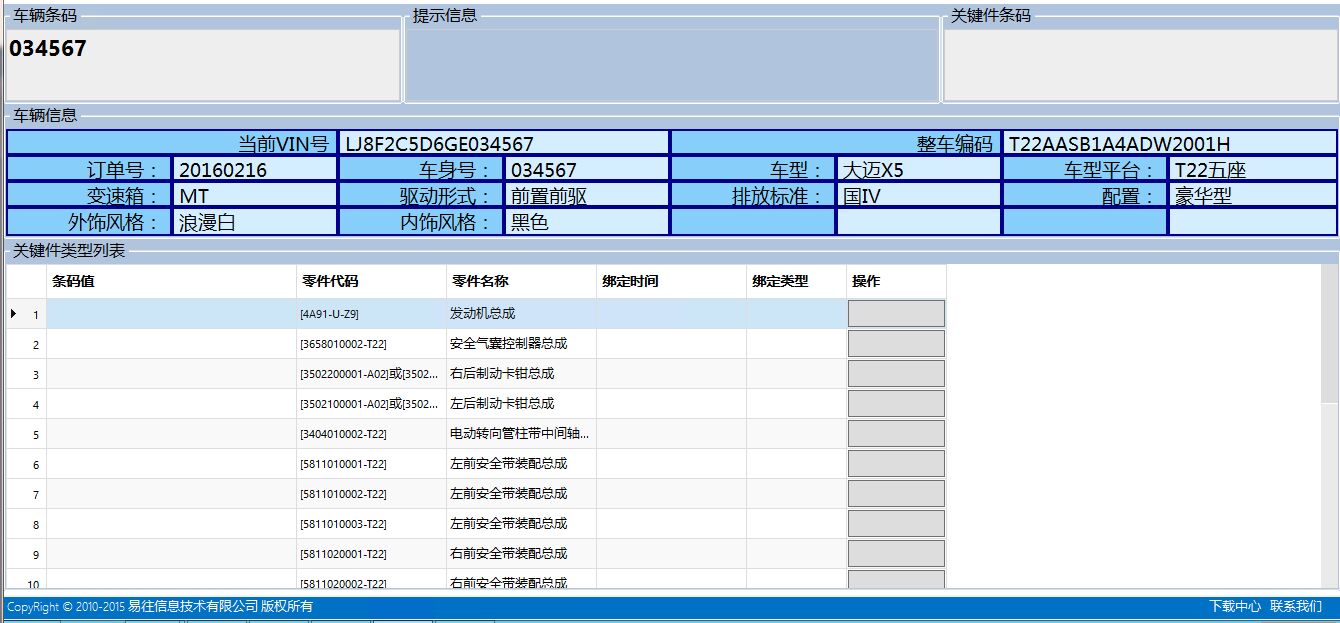 车辆条码 提示信息 关键件条码
034567
车辆信息
当前VIN号 LJ8F2C5D6GE034567 整车编码 T22AASB1A4ADW2001H
订单号： 20160216 车身号： 034567 车型： 大迈X5 车型平台： T22五座
变速箱： MT 驱动形式： 前置前驱 排放标准： 国IV 配置： 豪华型
外饰风格： 浪漫白 内饰风格： 黑色
关键件类型列表
条码值 零件代码 零件名称 绑定时间 绑定类型 操作
1 [4A91-U-Z9] 发动机总成
2 [3658010002-T22] 安全气囊控制器总成
3 [3502200001-A02]或[3502... 右后制动卡钳总成
4 [3502100001-A02]或[3502... 左后制动卡钳总成
5 [3404010002-T22] 电动转向管柱带中间轴...
6 [5811010001-T22] 左前安全带装配总成
7 [5811010002-T22] 左前安全带装配总成
8 [5811010003-T22] 左前安全带装配总成
9 [5811020001-T22] 右前安全带装配总成
10 [5811020002-T22] 右前安全带装配总成
CopyRight © 2010-2015 易往信息技术有限公司 版权所有 下载中心 联系我们